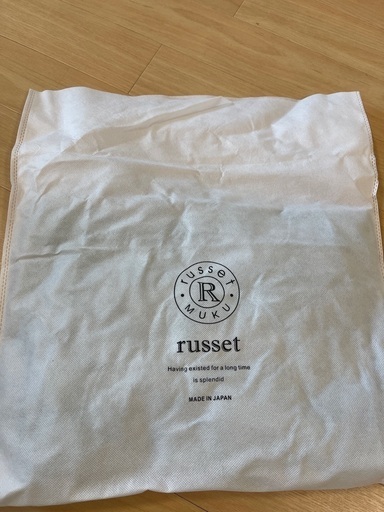 russet
R
MUKU
russet
Having existed for a long time
is splendid
MADE IN JAPAN